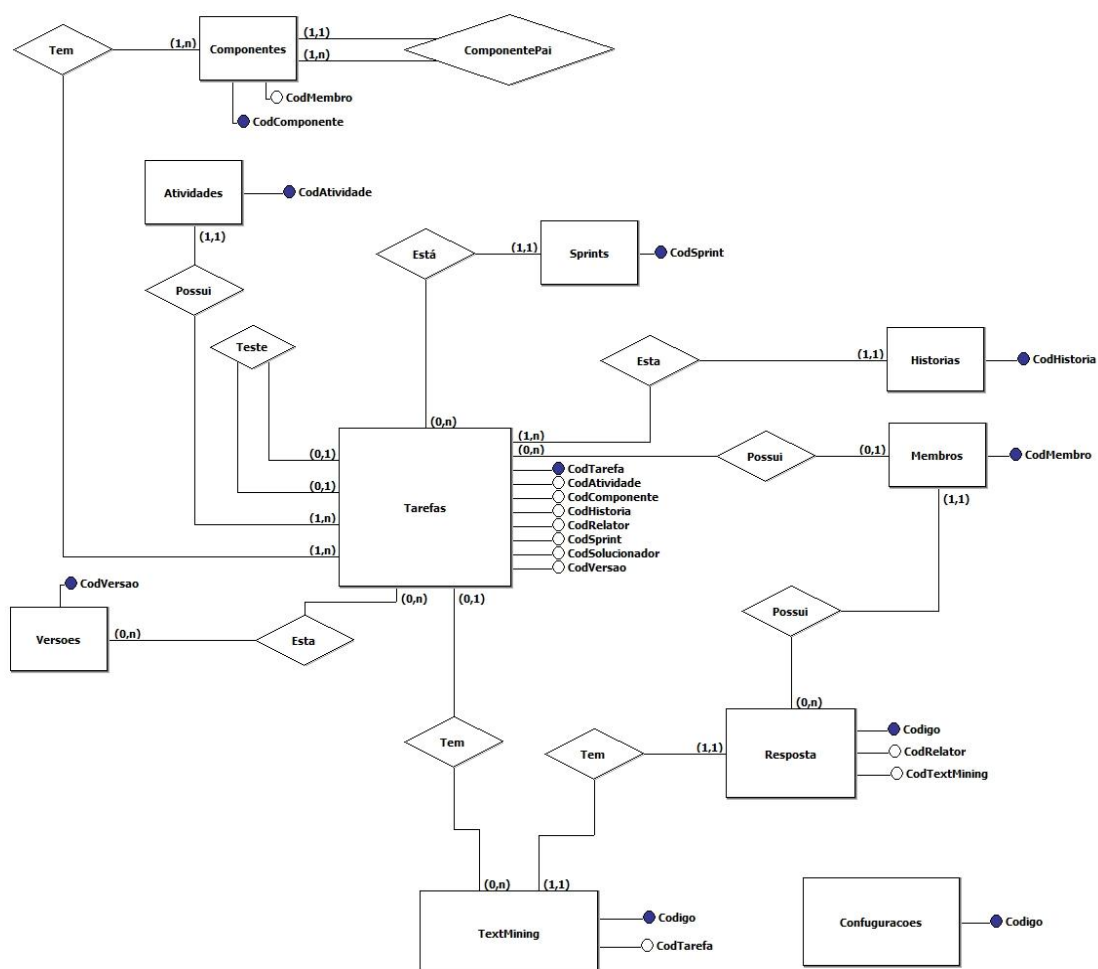 Tem
(1,n)
Componentes
(1,1)
(1,n)
ComponentePai
CodMembro
CodComponente
Atividades
CodAtividade
(1,1)
Possui
Está
(1,1)
Sprints
CodSprint
Teste
Esta
(1,1)
Historias
CodHistoria
(0,n)
(1,n)
(0,n)
Possui
(0,1)
Membros
CodMembro
(1,1)
(0,1)
(0,1)
(1,n)
(1,n)
Tarefas
CodTarefa
CodAtividade
CodComponente
CodHistoria
CodRelator
CodSprint
CodSolucionador
CodVersao
CodVersao
Versoes
(0,n)
Esta
(0,n)
(0,1)
Possui
(0,n)
Tem
Tem
(1,1)
Resposta
Codigo
CodRelator
CodTextMining
(0,n)
(1,1)
TextMining
Codigo
CodTarefa
Confuguracoes
Codigo